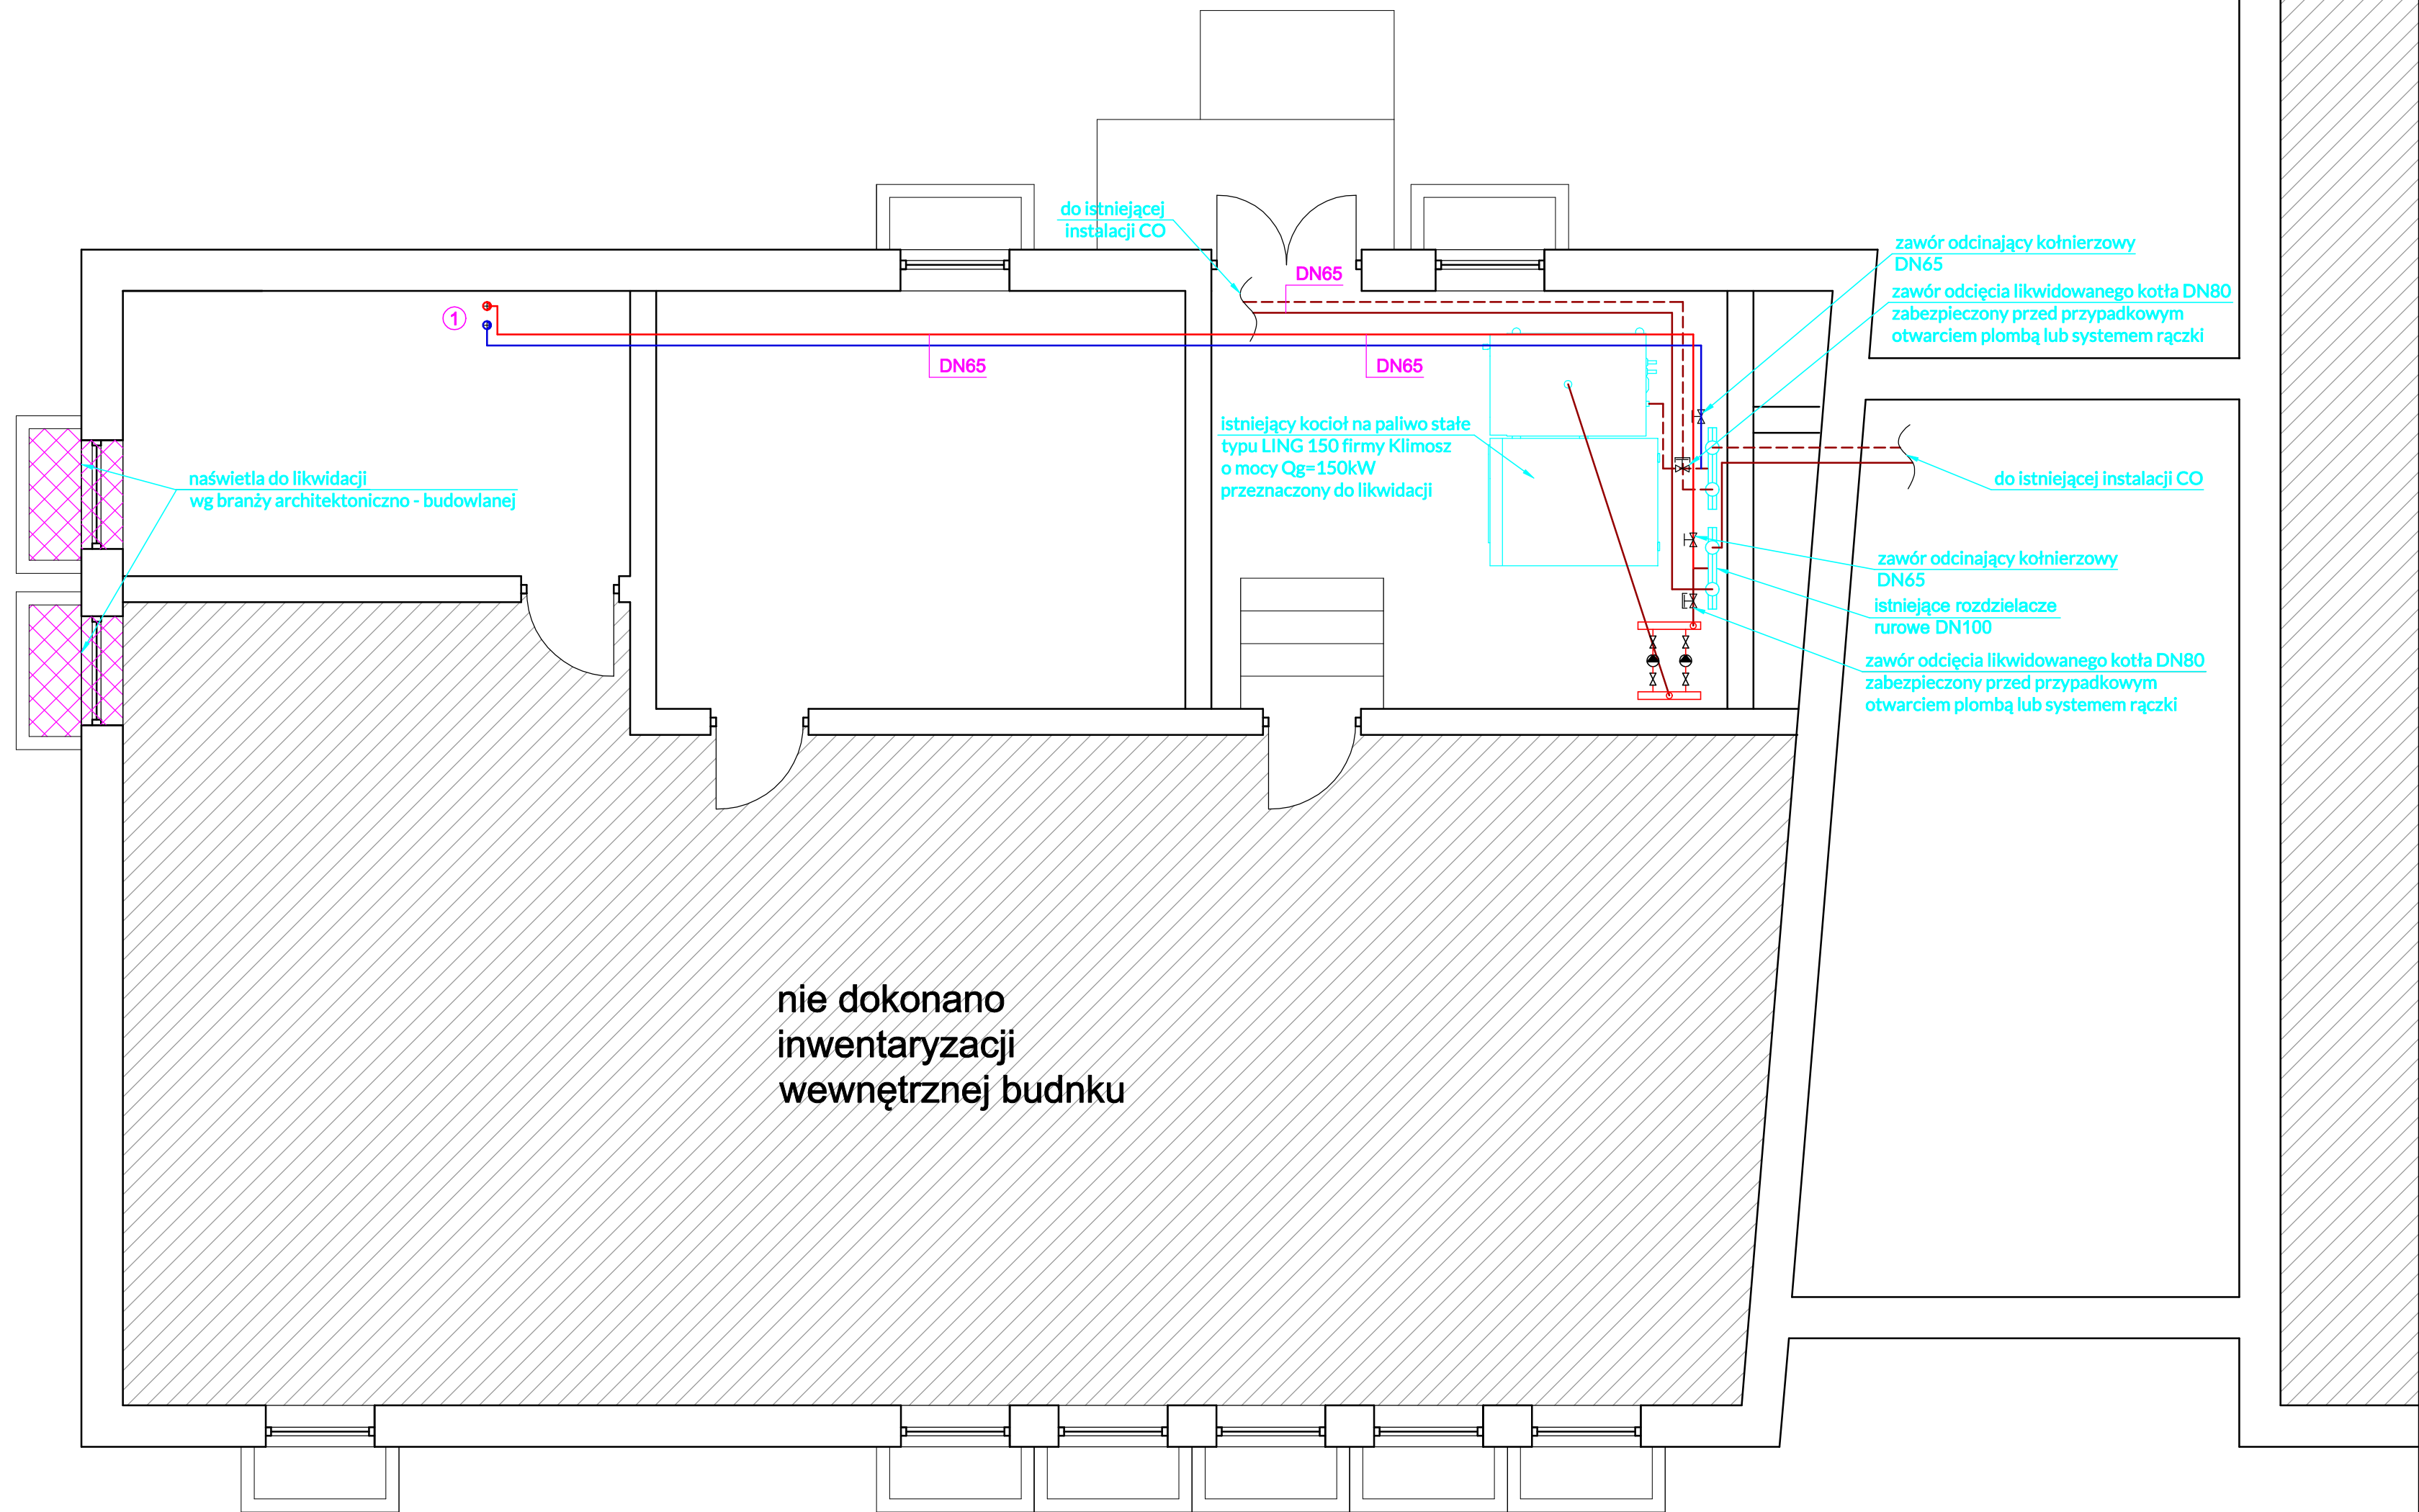 do istniejącej
instalacji CO
DN65
zawór odcinający kołnierzowy
DN65
zawór odcięcia likwidowanego kotła DN80
zabezpieczony przed przypadkowym
otwarciem plombą lub systemem rączki
1
DN65
DN65
istniejący kocioł na paliwo stałe
typu LING 150 firmy Klimosz
o mocy Qg=150kW
przeznaczony do likwidacji
naświetla do likwidacji
wg branży architektoniczno - budowlanej
do istniejącej instalacji CO
zawór odcinający kołnierzowy
DN65
istniejące rozdzielacze
rurowe DN100
zawór odcięcia likwidowanego kotła DN80
zabezpieczony przed przypadkowym
otwarciem plombą lub systemem rączki
nie dokonano
inwentaryzacji
wewnętrznej budnku